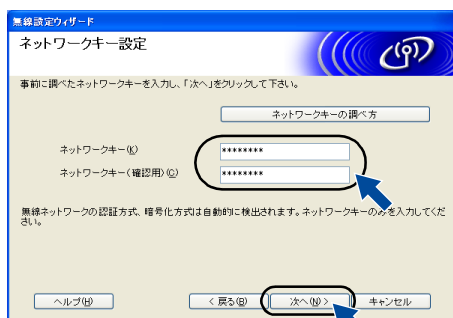 無線設定ウィザード
ネットワークキー設定
事前に調べたネットワークキーを入力し、「次へ」をクリックして下さい。
ネットワークキーの調べ方
ネットワークキー(K) ********
ネットワークキー(確認用)(C) ********
無線ネットワークの認証方式、暗号化方式は自動的に検出されます。ネットワークキーのみを入力してくだ
さい。
ヘルプ(H) < 戻る(B) 次へ(N) > キャンセル